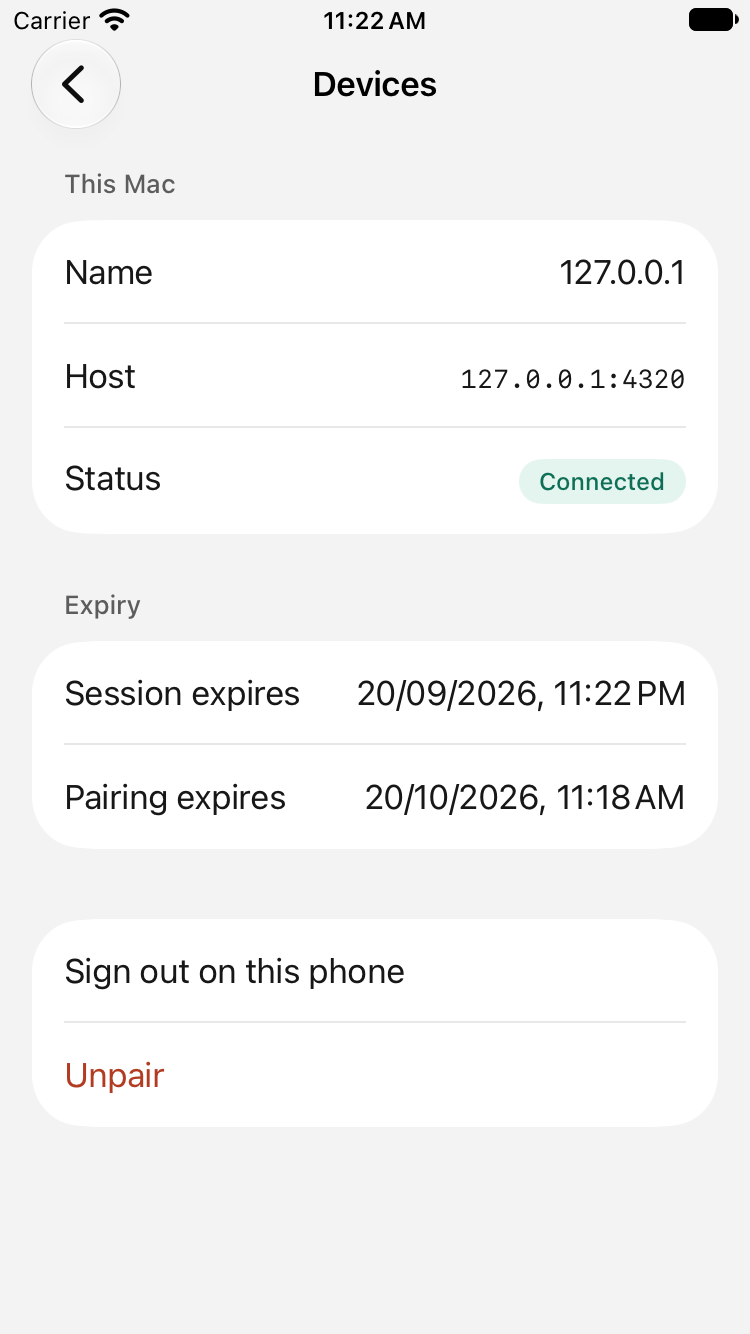 Carrier 11:22 AM
Devices
This Mac
Name 127.0.0.1
Host 127.0.0.1:4320
Status Connected
Expiry
Session expires 20/09/2026, 11:22 PM
Pairing expires 20/10/2026, 11:18 AM
Sign out on this phone
Unpair